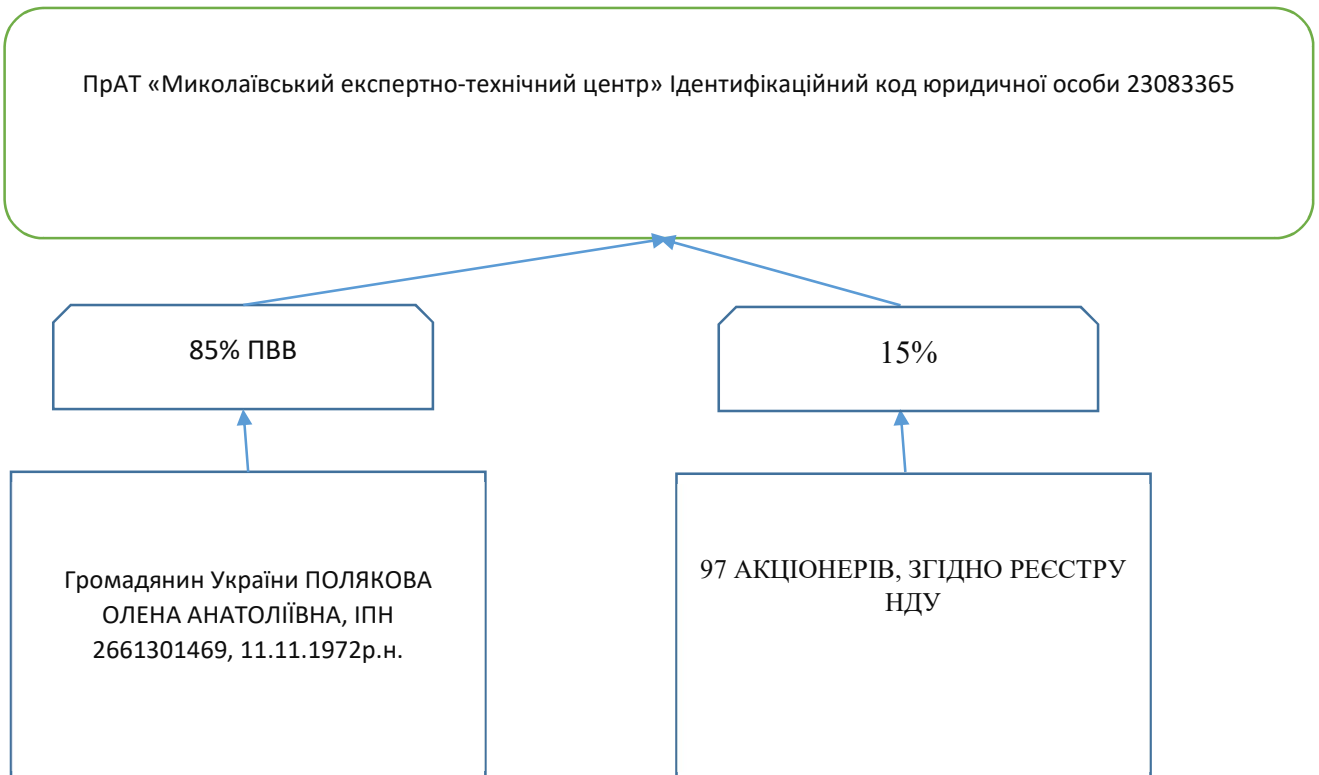 ПрАТ «Миколаївський експертно-технічний центр» Ідентифікаційний код юридичної особи 23083365
85% ПВВ
15%
Громадянин України ПОЛЯКОВА
ОЛЕНА АНАТОЛІЇВНА, ІПН
2661301469, 11.11.1972р.н.
97 АКЦІОНЕРІВ, ЗГІДНО РЕЄСТРУ
НДУ